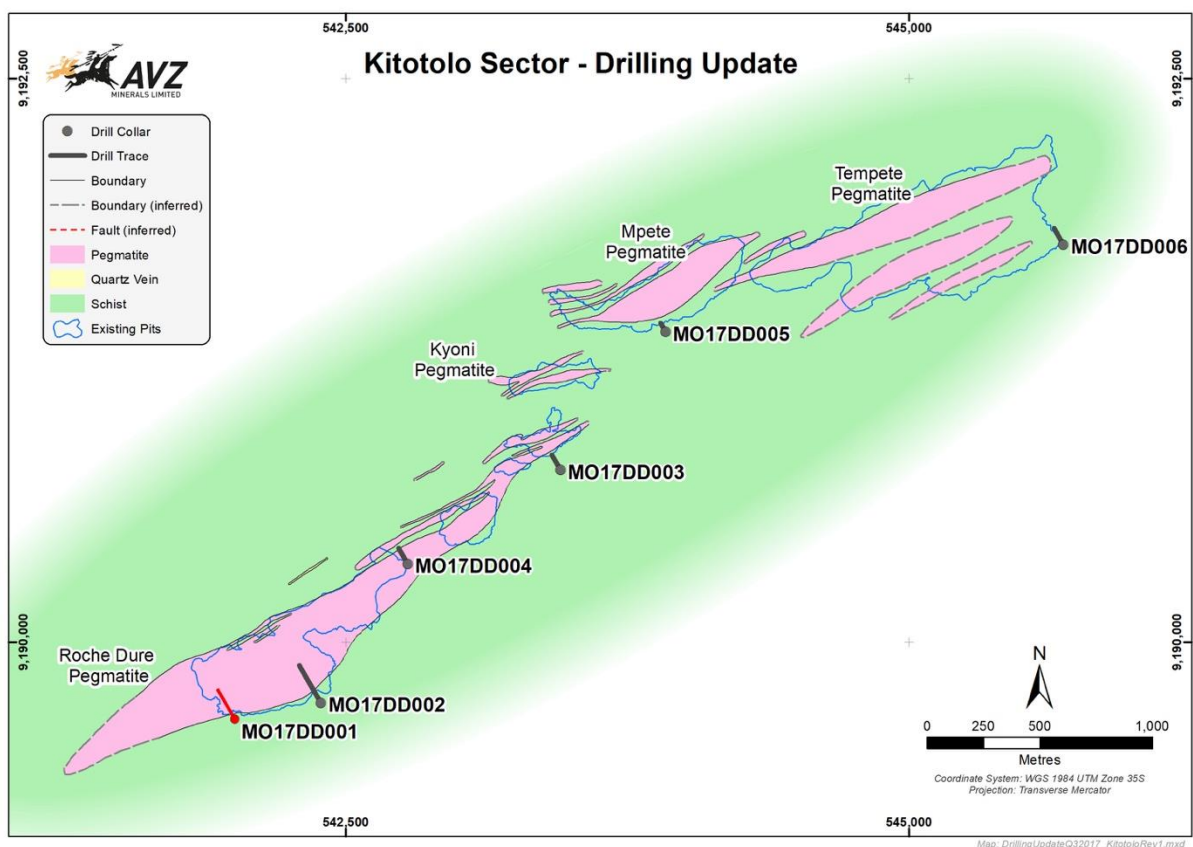 542,500
545,000
Kitotolo Sector - Drilling Update
9,192,500
9,192,500
AVZ
MINERALS LIMITED
Drill Collar
Drill Trace
Boundary
Boundary (inferred)
Fault (inferred)
Pegmatite
Quartz Vein
Schist
Existing Pits
Tempete
Pegmatite
Mpete
Pegmatite
MO17DD006
MO17DD005
Kyoni
Pegmatite
MO17DD003
MO17DD004
9,190,000
9,190,000
Roche Dure
Pegmatite
MO17DD002
MO17DD001
N
0 250 500 1,000
Metres
Coordinate System: WGS 1984 UTM Zone 35S
Projection: Transverse Mercator
542,500
545,000
Map: DrillingUpdateQ32017_KitotoloRev1.mxd